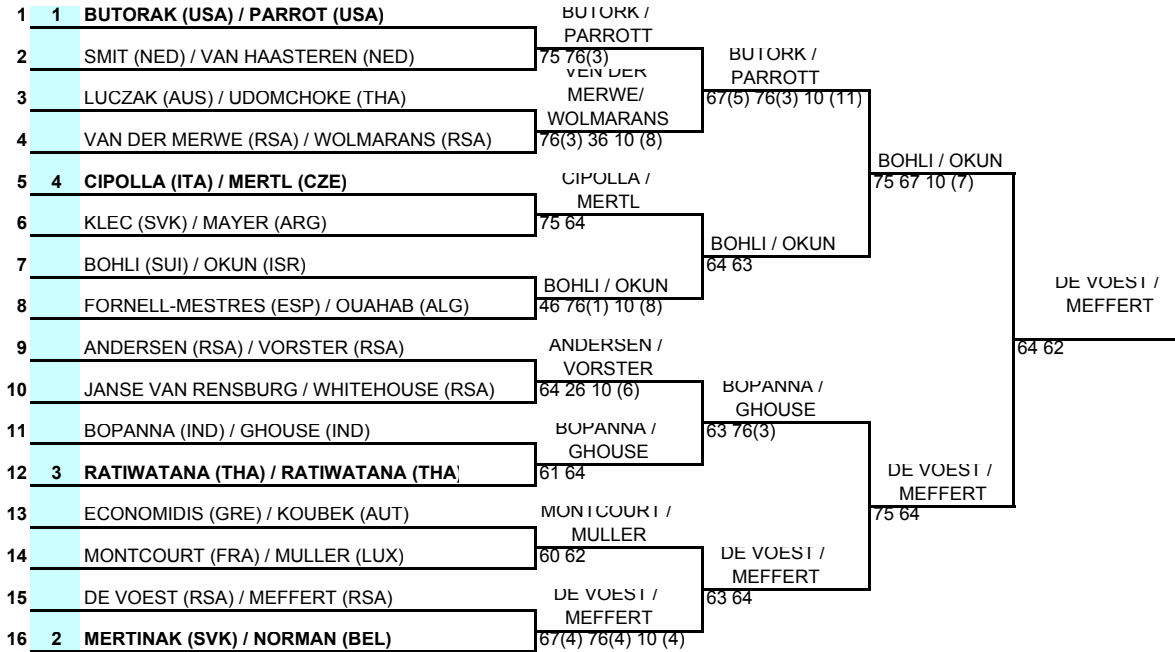 1 1 BUTORAK (USA) / PARROT (USA)
2 SMIT (NED) / VAN HAASTEREN (NED)
3 LUCZAK (AUS) / UDOMCHOKE (THA)
4 VAN DER MERWE (RSA) / WOLMARANS (RSA)
5 4 CIPOLLA (ITA) / MERTL (CZE)
6 KLEC (SVK) / MAYER (ARG)
7 BOHLI (SUI) / OKUN (ISR)
8 FORNELL-MESTRES (ESP) / OUAHAB (ALG)
9 ANDERSEN (RSA) / VORSTER (RSA)
10 JANSE VAN RENSBURG / WHITEHOUSE (RSA)
11 BOPANNA (IND) / GHOUSE (IND)
12 3 RATIWATANA (THA) / RATIWATANA (THA)
13 ECONOMIDIS (GRE) / KOUBEK (AUT)
14 MONTCOURT (FRA) / MULLER (LUX)
15 DE VOEST (RSA) / MEFFERT (RSA)
16 2 MERTINAK (SVK) / NORMAN (BEL)
BUTORK /
PARROTT
75 76(3)
VEN DER
MERWE/
WOLMARANS
76(3) 36 10 (8)
CIPOLLA /
MERTL
75 64
BOHLI / OKUN
46 76(1) 10 (8)
ANDERSEN /
VORSTER
64 26 10 (6)
BOPANNA /
GHOUSE
61 64
MONTCOURT /
MULLER
60 62
DE VOEST /
MEFFERT
67(4) 76(4) 10 (4)
BUTORK /
PARROTT
67(5) 76(3) 10 (11)
BOHLI / OKUN
64 63
BOPANNA /
GHOUSE
63 76(3)
DE VOEST /
MEFFERT
63 64
BOHLI / OKUN
75 67 10 (7)
DE VOEST /
MEFFERT
75 64
DE VOEST /
MEFFERT
64 62